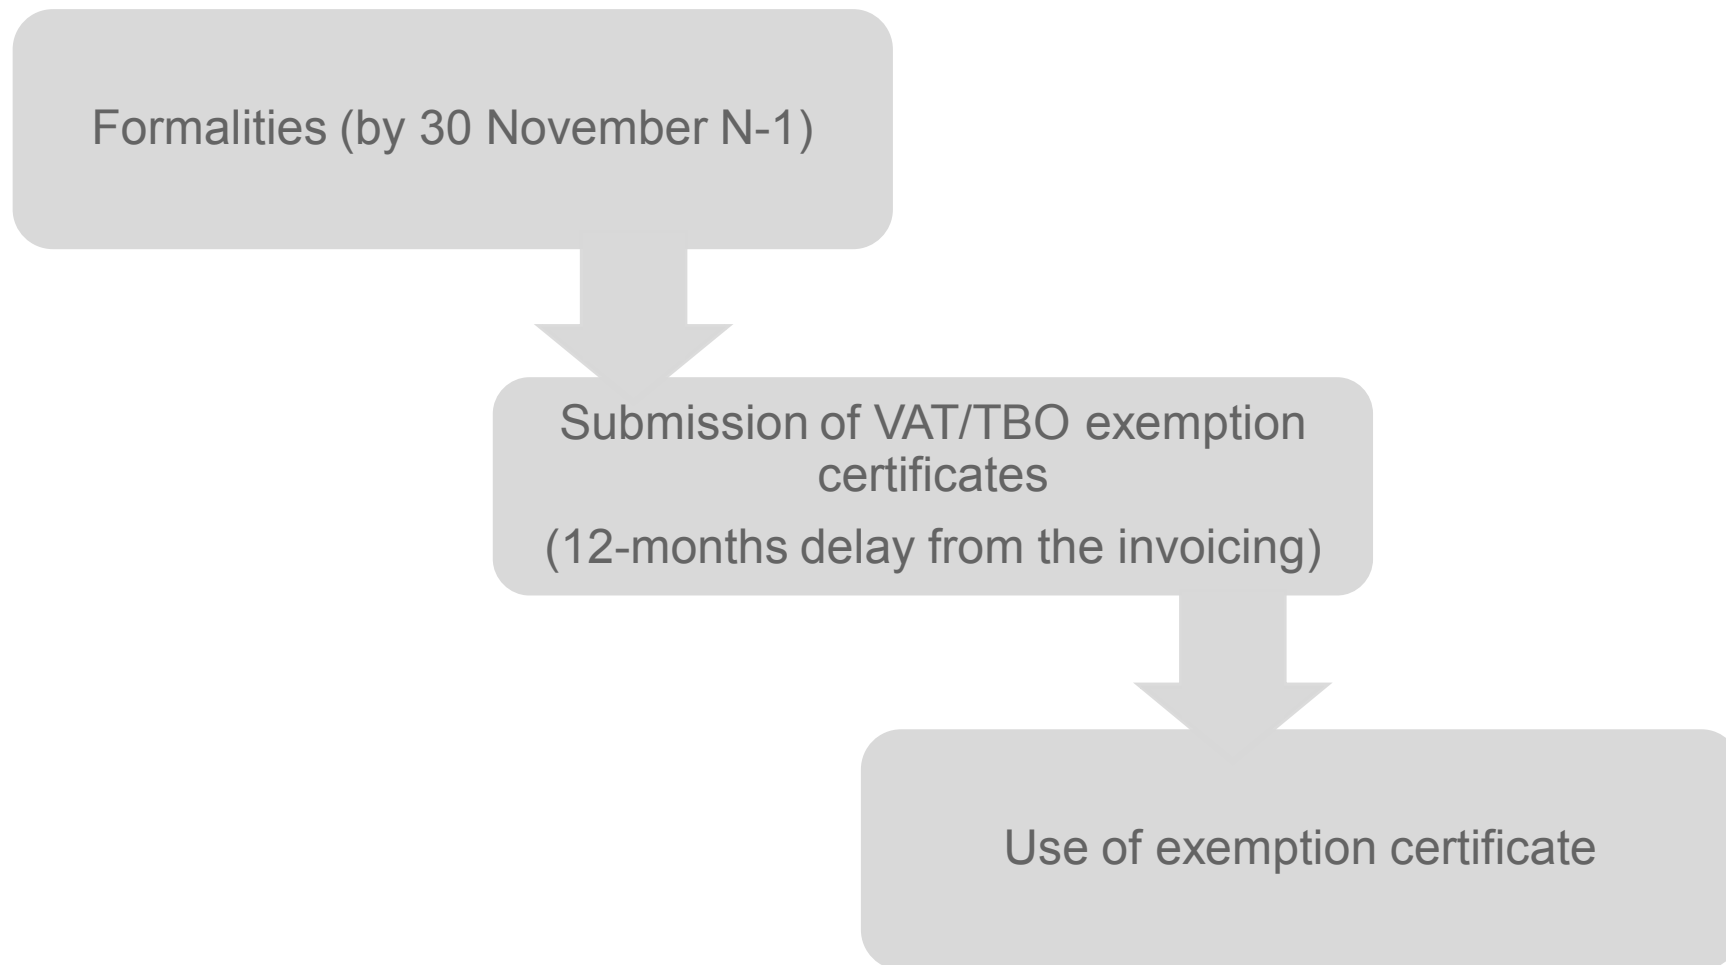 Formalities (by 30 November N-1)
Submission of VAT/TBO exemption
certificates
(12-months delay from the invoicing)
Use of exemption certificate